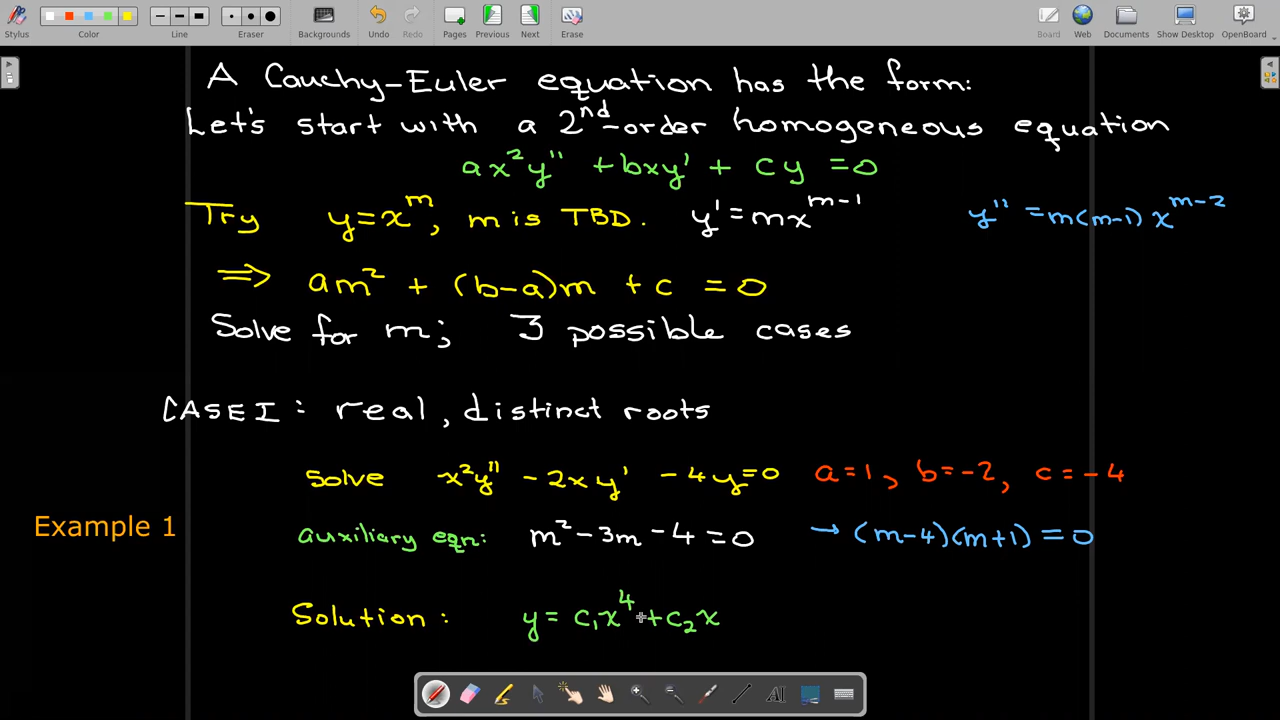 Stylus Color Line Eraser Backgrounds Undo Redo Pages Previous Next Erase Board Web Documents Show Desktop OpenBoard
A Cauchy-Euler equation has the form:
Let's start with a 2ⁿᵈ-order homogeneous equation
ax²y'' + bxy' + cy = 0
Try y = x^m, m is TBD. y' = mx^(m-1) y'' = m(m-1) x^(m-2)
⟹ am² + (b-a)m + c = 0
Solve for m; 3 possible cases
CASE I: real, distinct roots
Solve x²y'' - 2xy' - 4y = 0 a = 1, b = -2, c = -4
Example 1
auxiliary eqn: m² - 3m - 4 = 0 → (m-4)(m+1) = 0
Solution: y = c₁x⁴ + c₂x
AI